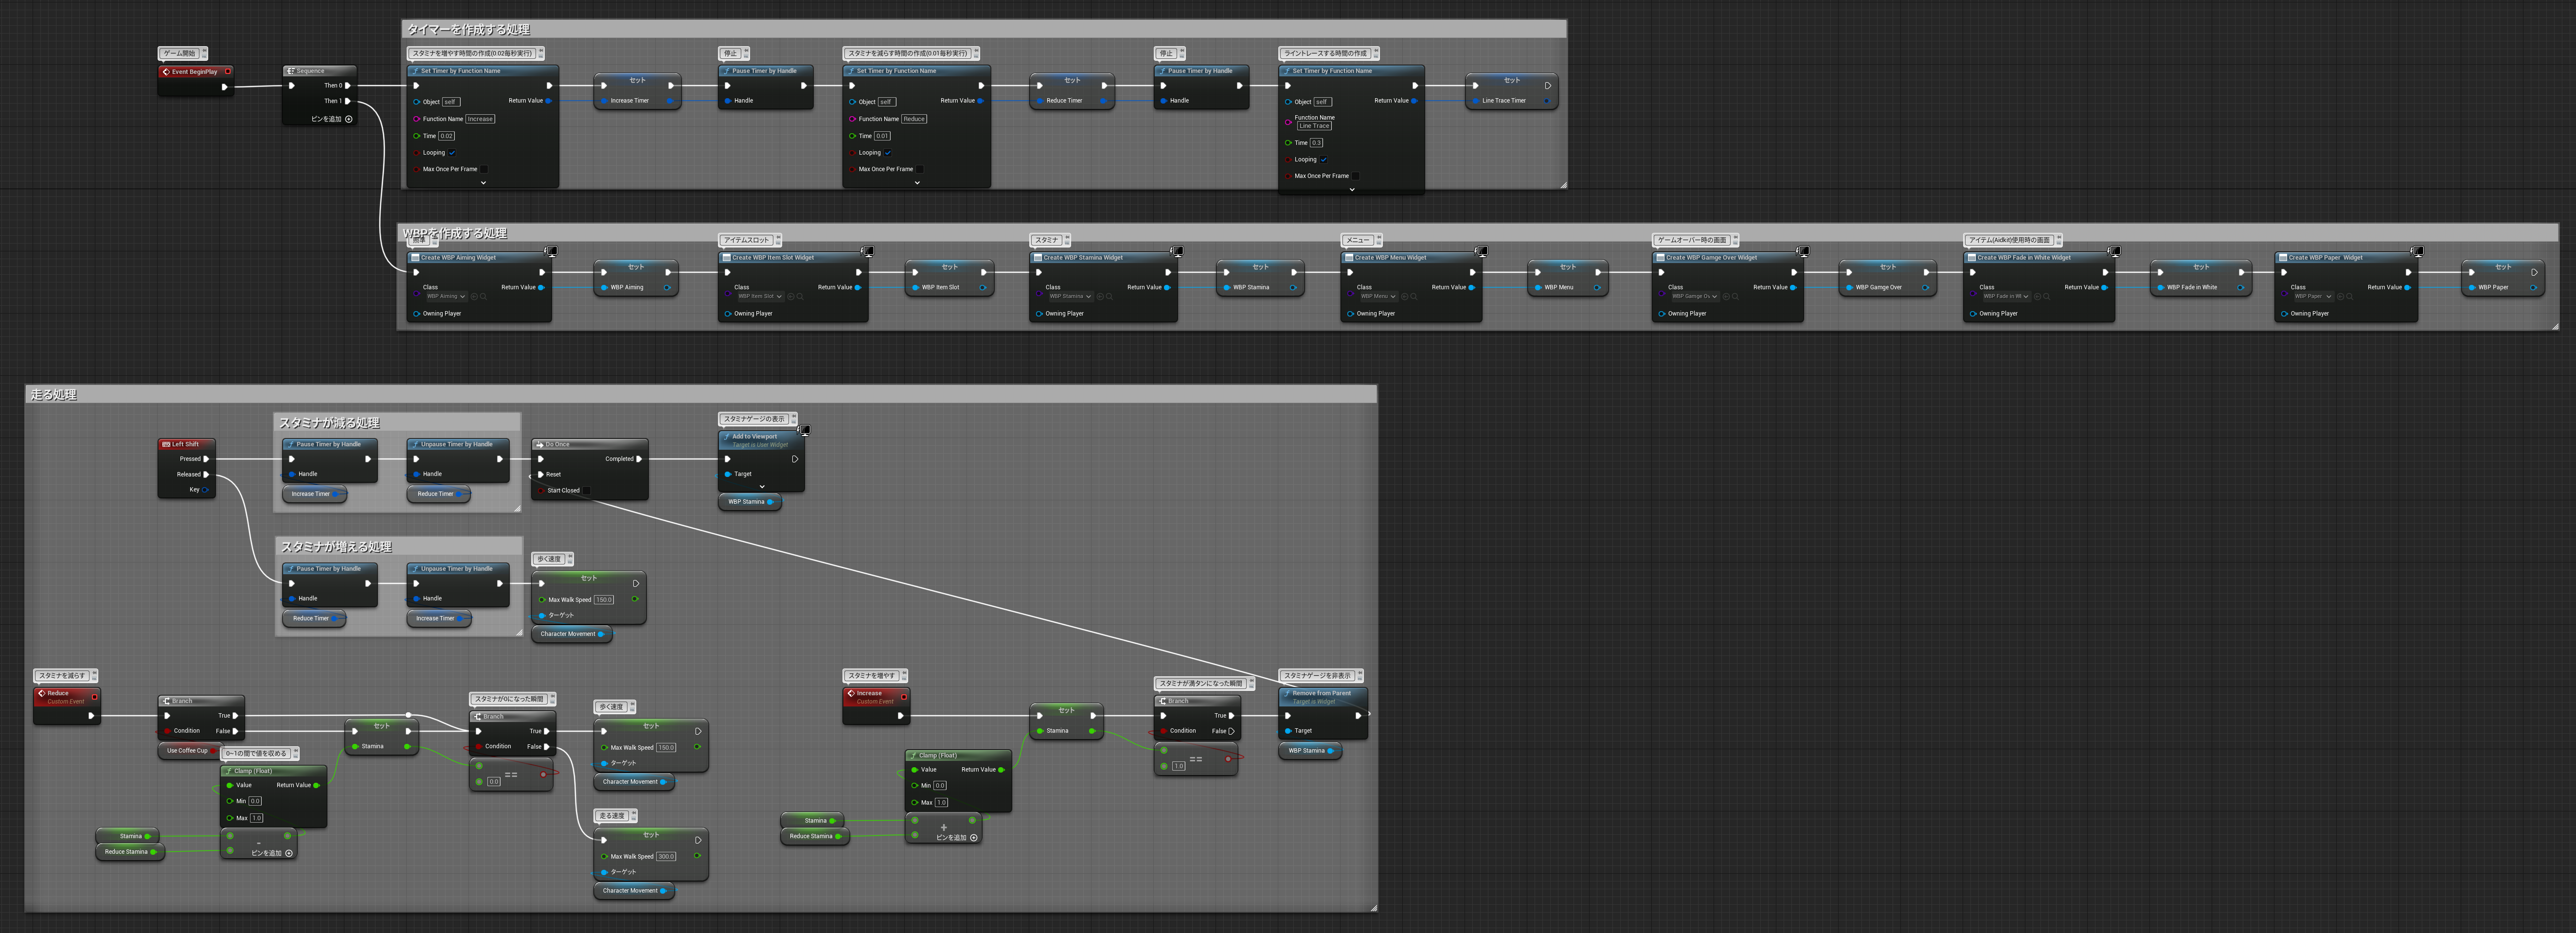 タイマーを作成する処理
ゲーム開始
スタミナを増やす時間の作成(0.02毎秒実行)
停止
スタミナを減らす時間の作成(0.01毎秒実行)
停止
ライントレースする時間の作成
Event BeginPlay
Sequence
Then 0
Then 1
ピンを追加
Set Timer by Function Name
Object self
Return Value
Function Name Increase
Time 0.02
Looping
Max Once Per Frame
セット
Increase Timer
Pause Timer by Handle
Handle
Set Timer by Function Name
Object self
Return Value
Function Name Reduce
Time 0.01
Looping
Max Once Per Frame
セット
Reduce Timer
Pause Timer by Handle
Handle
Set Timer by Function Name
Object self
Return Value
Function Name
Line Trace
Time 0.3
Looping
Max Once Per Frame
セット
Line Trace Timer
WBPを作成する処理
アイテムスロット
スタミナ
メニュー
ゲームオーバー時の画面
アイテム(Aidkit)使用時の画面
Create WBP Aiming Widget
Class
WBP Aiming
Return Value
Owning Player
セット
WBP Aiming
Create WBP Item Slot Widget
Class
WBP Item Slot
Return Value
Owning Player
セット
WBP Item Slot
Create WBP Stamina Widget
Class
WBP Stamina
Return Value
Owning Player
セット
WBP Stamina
Create WBP Menu Widget
Class
WBP Menu
Return Value
Owning Player
セット
WBP Menu
Create WBP Gamge Over Widget
Class
WBP Gamge Ov
Return Value
Owning Player
セット
WBP Gamge Over
Create WBP Fade in White Widget
Class
WBP Fade in Wl
Return Value
Owning Player
セット
WBP Fade in White
Create WBP Paper Widget
Class
WBP Paper
Return Value
Owning Player
セット
WBP Paper
走る処理
スタミナが減る処理
スタミナゲージの表示
Left Shift
Pressed
Released
Key
Pause Timer by Handle
Handle
Increase Timer
Unpause Timer by Handle
Handle
Reduce Timer
Do Once
Completed
Reset
Start Closed
Add to Viewport
Target is User Widget
Target
WBP Stamina
スタミナが増える処理
Pause Timer by Handle
Handle
Reduce Timer
Unpause Timer by Handle
Handle
Increase Timer
歩く速度
セット
Max Walk Speed 150.0
ターゲット
Character Movement
スタミナを減らす
Reduce
Custom Event
Branch
True
Condition
False
Use Coffee Cup
0~1の間で値を収める
Clamp (Float)
Value
Return Value
Min 0.0
Max 1.0
Stamina
Reduce Stamina
-
ピンを追加
セット
Stamina
スタミナが0になった瞬間
Branch
True
Condition
False
0.0
==
歩く速度
セット
Max Walk Speed 150.0
ターゲット
Character Movement
走る速度
セット
Max Walk Speed 300.0
ターゲット
Character Movement
スタミナを増やす
Increase
Custom Event
Clamp (Float)
Value
Return Value
Min 0.0
Max 1.0
Stamina
Reduce Stamina
+
ピンを追加
セット
Stamina
スタミナが満タンになった瞬間
Branch
True
Condition
False
1.0
==
スタミナゲージを非表示
Remove from Parent
Target is Widget
Target
WBP Stamina